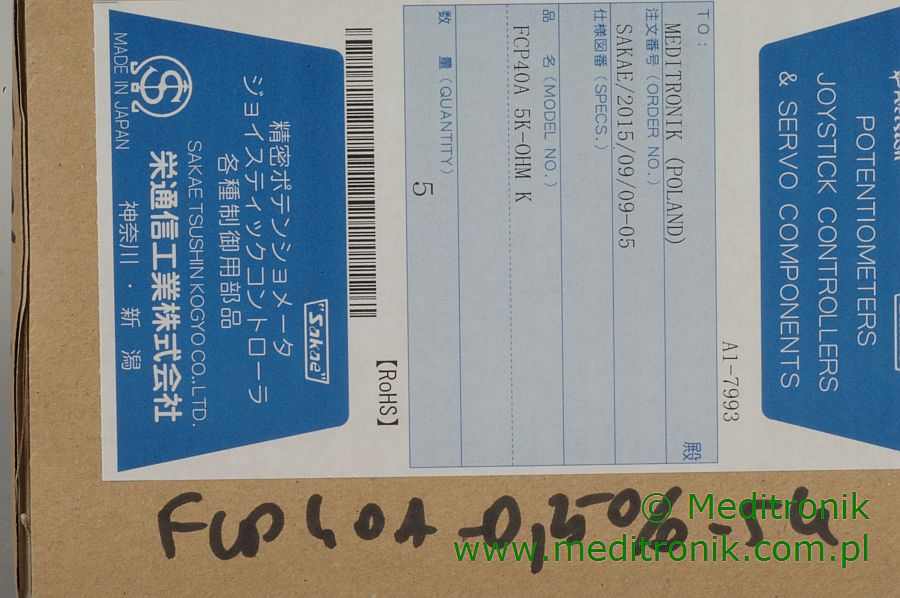 POTENTIOMETERS
JOYSTICK CONTROLLERS
& SERVO COMPONENTS
A1-7993
TO: 殿
MEDITRONIK (POLAND)
注文番号 (ORDER NO.)
SAKAE/2015/09/09-05
仕様図番 (SPECS.)
品 名 (MODEL NO.)
FCP40A 5K-OHM K
数 量 (QUANTITY)
5
【RoHS】
"Sakae"
精密ポテンショメータ
ジョイスティックコントローラ
各種制御用部品
SAKAE TSUSHIN KOGYO CO.,LTD.
栄通信工業株式会社
神奈川・新潟
MADE IN JAPAN
© Meditronik
www.meditronik.com.pl